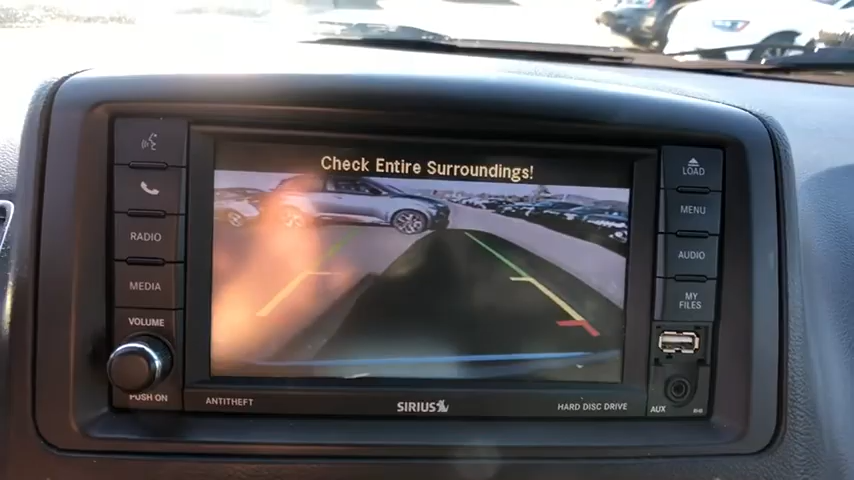 Check Entire Surroundings!
LOAD
MENU
RADIO
AUDIO
MEDIA
MY
FILES
VOLUME
PUSH ON
ANTITHEFT
SIRIUS
HARD DISC DRIVE
AUX